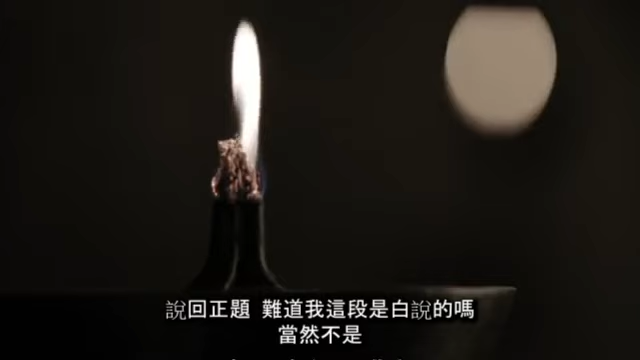 說回正題 難道我這段是白說的嗎
當然不是